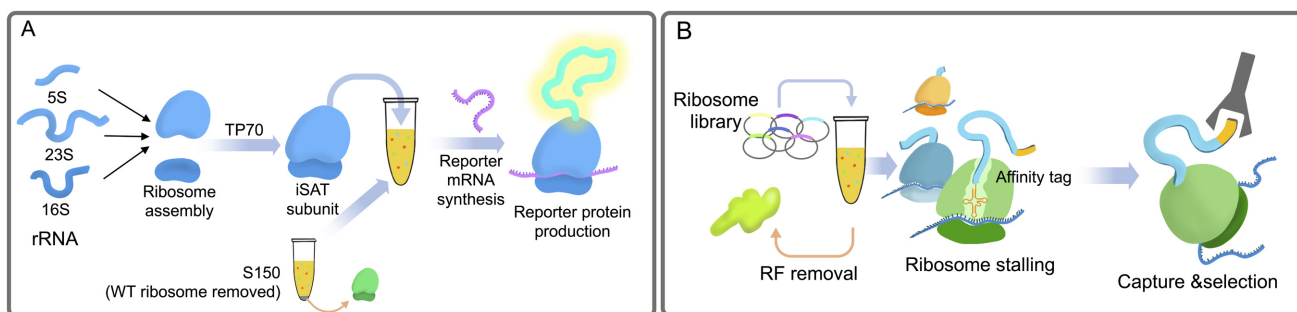 A
5S
23S
16S
rRNA
Ribosome
assembly
TP70
iSAT
subunit
S150
(WT ribosome removed)
Reporter
mRNA
synthesis
Reporter protein
production
B
Ribosome
library
RF removal
Affinity tag
Ribosome stalling
Capture &selection